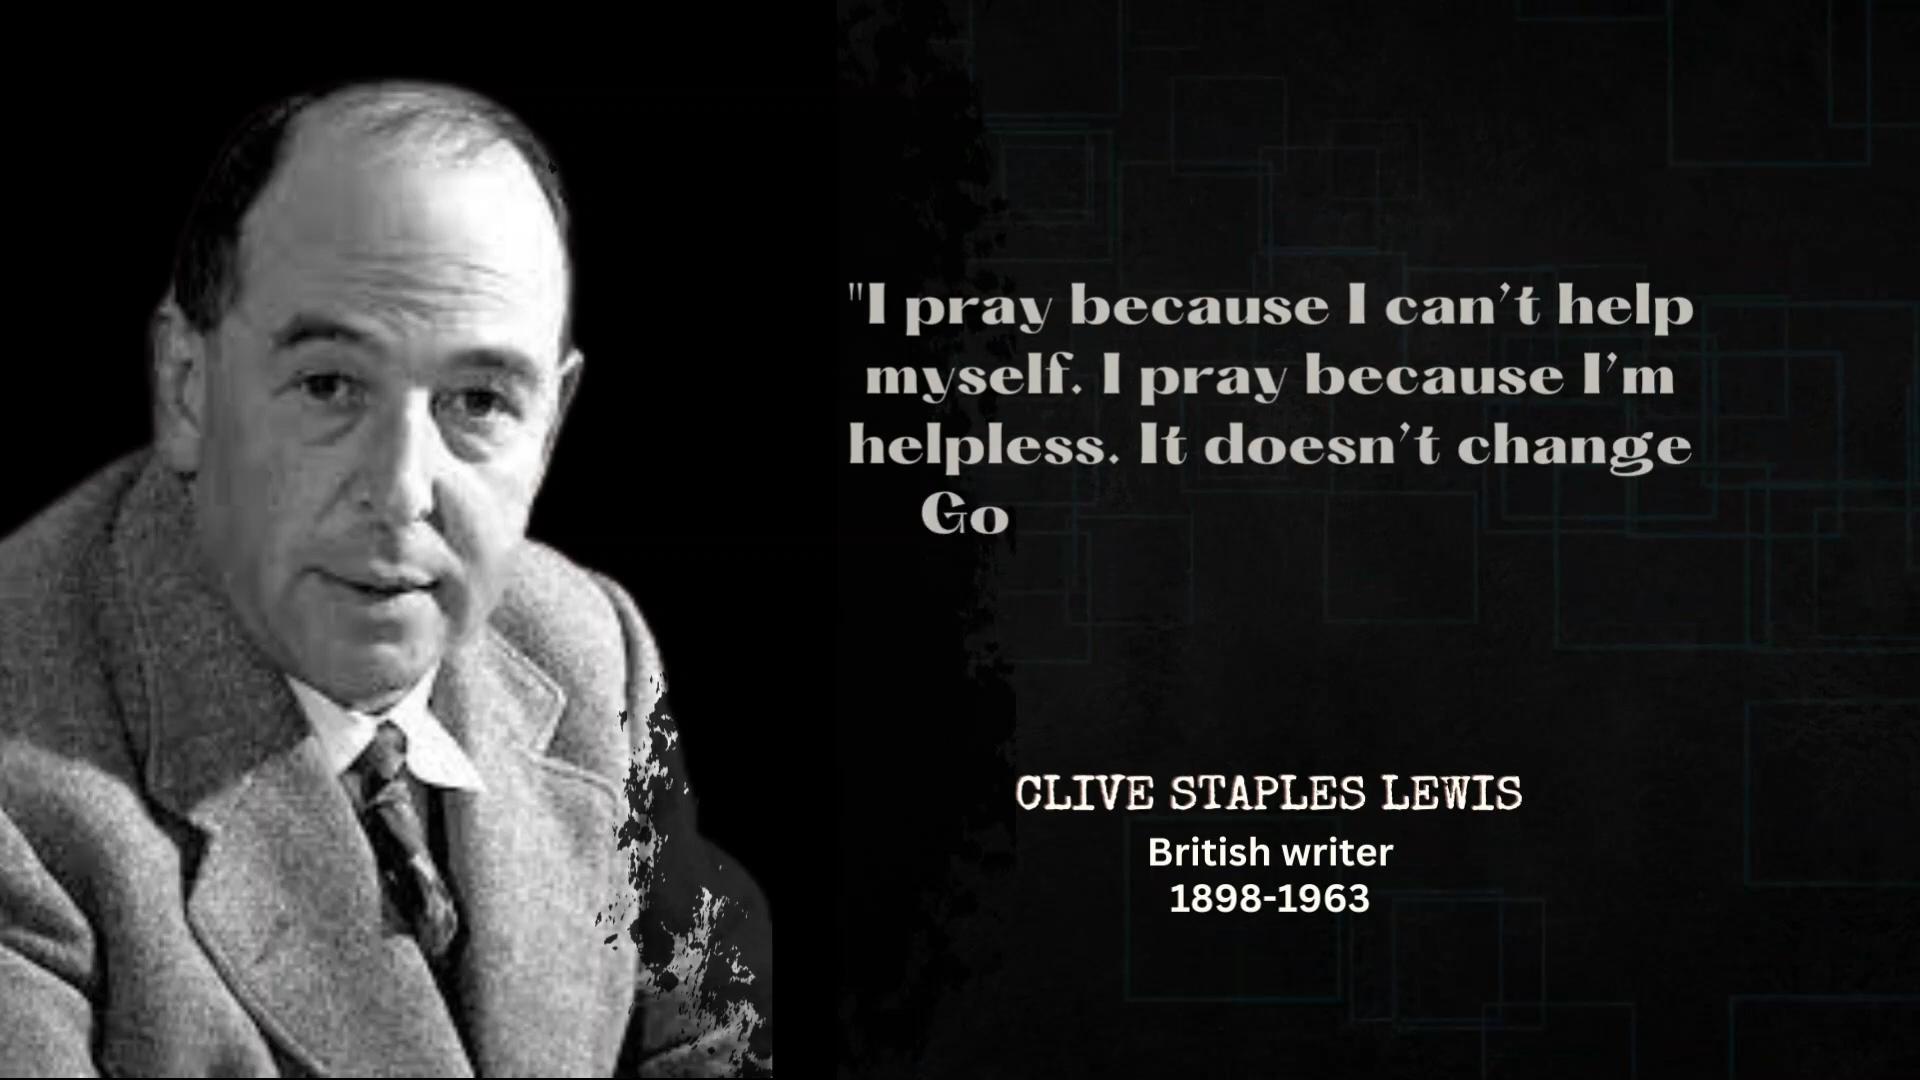 "I pray because I can't help
myself. I pray because I'm
helpless. It doesn't change
Go
CLIVE STAPLES LEWIS
British writer
1898-1963